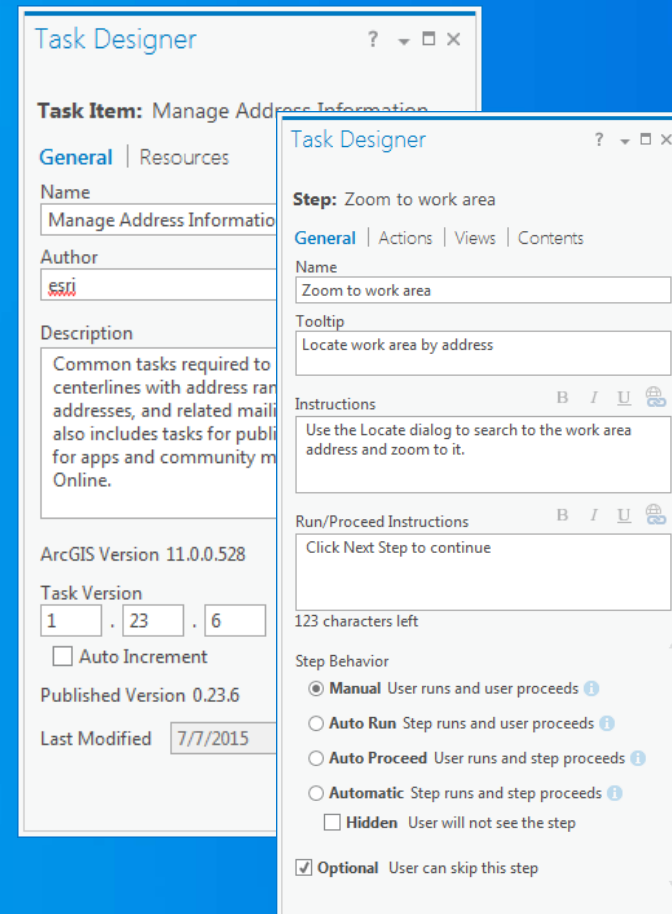 Task Designer
?
Task Item: Manage Address Information
General | Resources
Name
Manage Address Informatio
Author
esri
Description
Common tasks required to
centerlines with address ran
addresses, and related maili
also includes tasks for publi
for apps and community m
Online.
ArcGIS Version 11.0.0.528
Task Version
1 . 23 . 6
Auto Increment
Published Version 0.23.6
Last Modified 7/7/2015
Task Designer
?
Step: Zoom to work area
General | Actions | Views | Contents
Name
Zoom to work area
Tooltip
Locate work area by address
Instructions B I U
Use the Locate dialog to search to the work area
address and zoom to it.
Run/Proceed Instructions B I U
Click Next Step to continue
123 characters left
Step Behavior
Manual User runs and user proceeds i
Auto Run Step runs and user proceeds i
Auto Proceed User runs and step proceeds i
Automatic Step runs and step proceeds i
Hidden User will not see the step
Optional User can skip this step